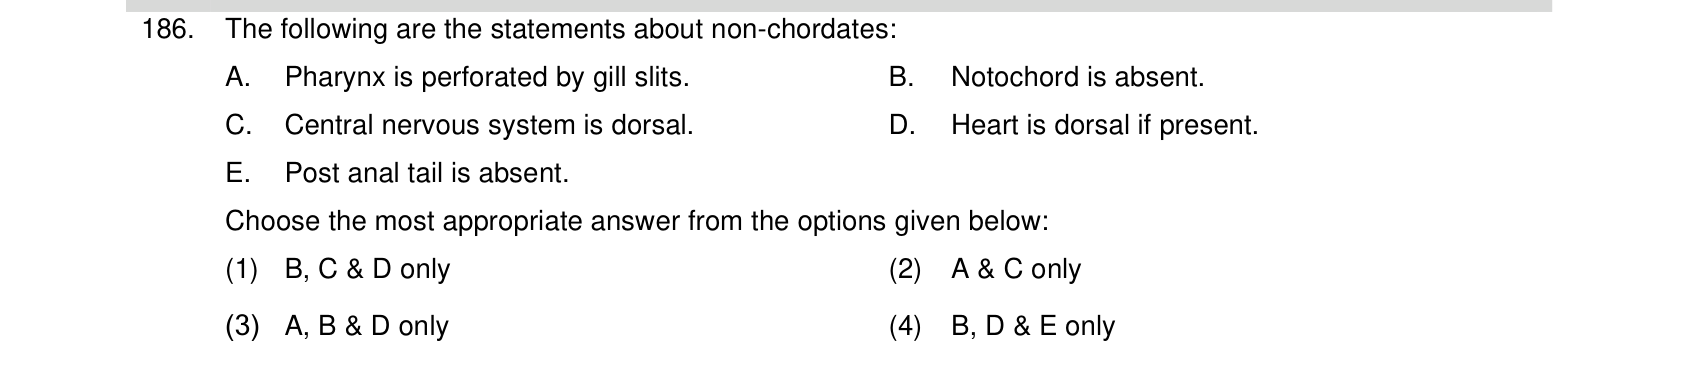 186. The following are the statements about non-chordates:
A. Pharynx is perforated by gill slits. B. Notochord is absent.
C. Central nervous system is dorsal. D. Heart is dorsal if present.
E. Post anal tail is absent.
Choose the most appropriate answer from the options given below:
(1) B, C & D only (2) A & C only
(3) A, B & D only (4) B, D & E only